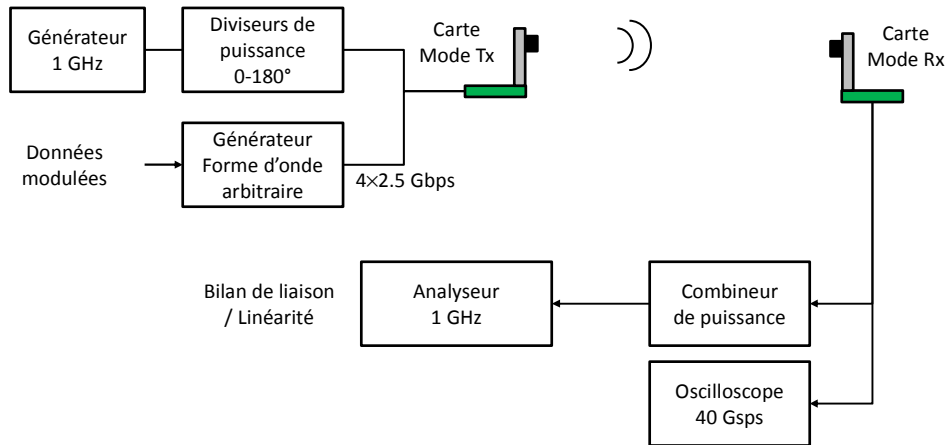 Générateur
1 GHz
Diviseurs de
puissance
0-180°
Carte
Mode Tx
Carte
Mode Rx
Données
modulées
Générateur
Forme d'onde
arbitraire
4×2.5 Gbps
Bilan de liaison
/ Linéarité
Analyseur
1 GHz
Combineur
de puissance
Oscilloscope
40 Gsps